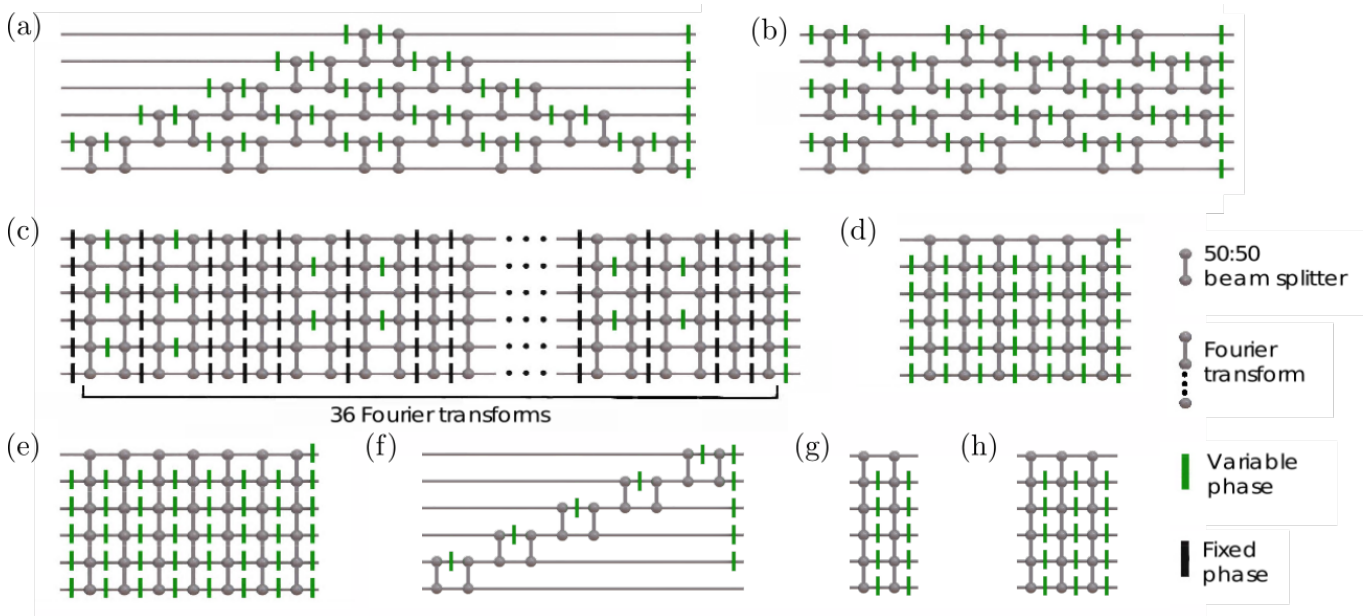 (a)
(b)
(c)
36 Fourier transforms
(d)
50:50
beam splitter
Fourier
transform
(e)
(f)
(g)
(h)
Variable
phase
Fixed
phase